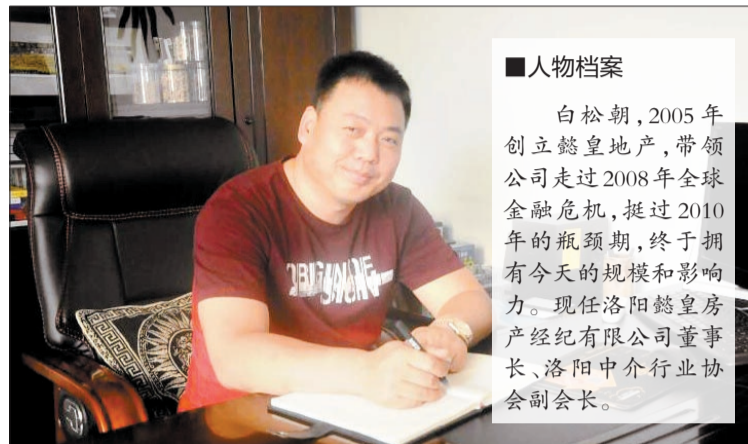 ■人物档案
白松朝，2005年
创立懿皇地产，带领
公司走过2008年全球
金融危机，挺过2010
年的瓶颈期，终于拥
有今天的规模和影响
力。现任洛阳懿皇房
产经纪有限公司董事
长、洛阳中介行业协
会副会长。